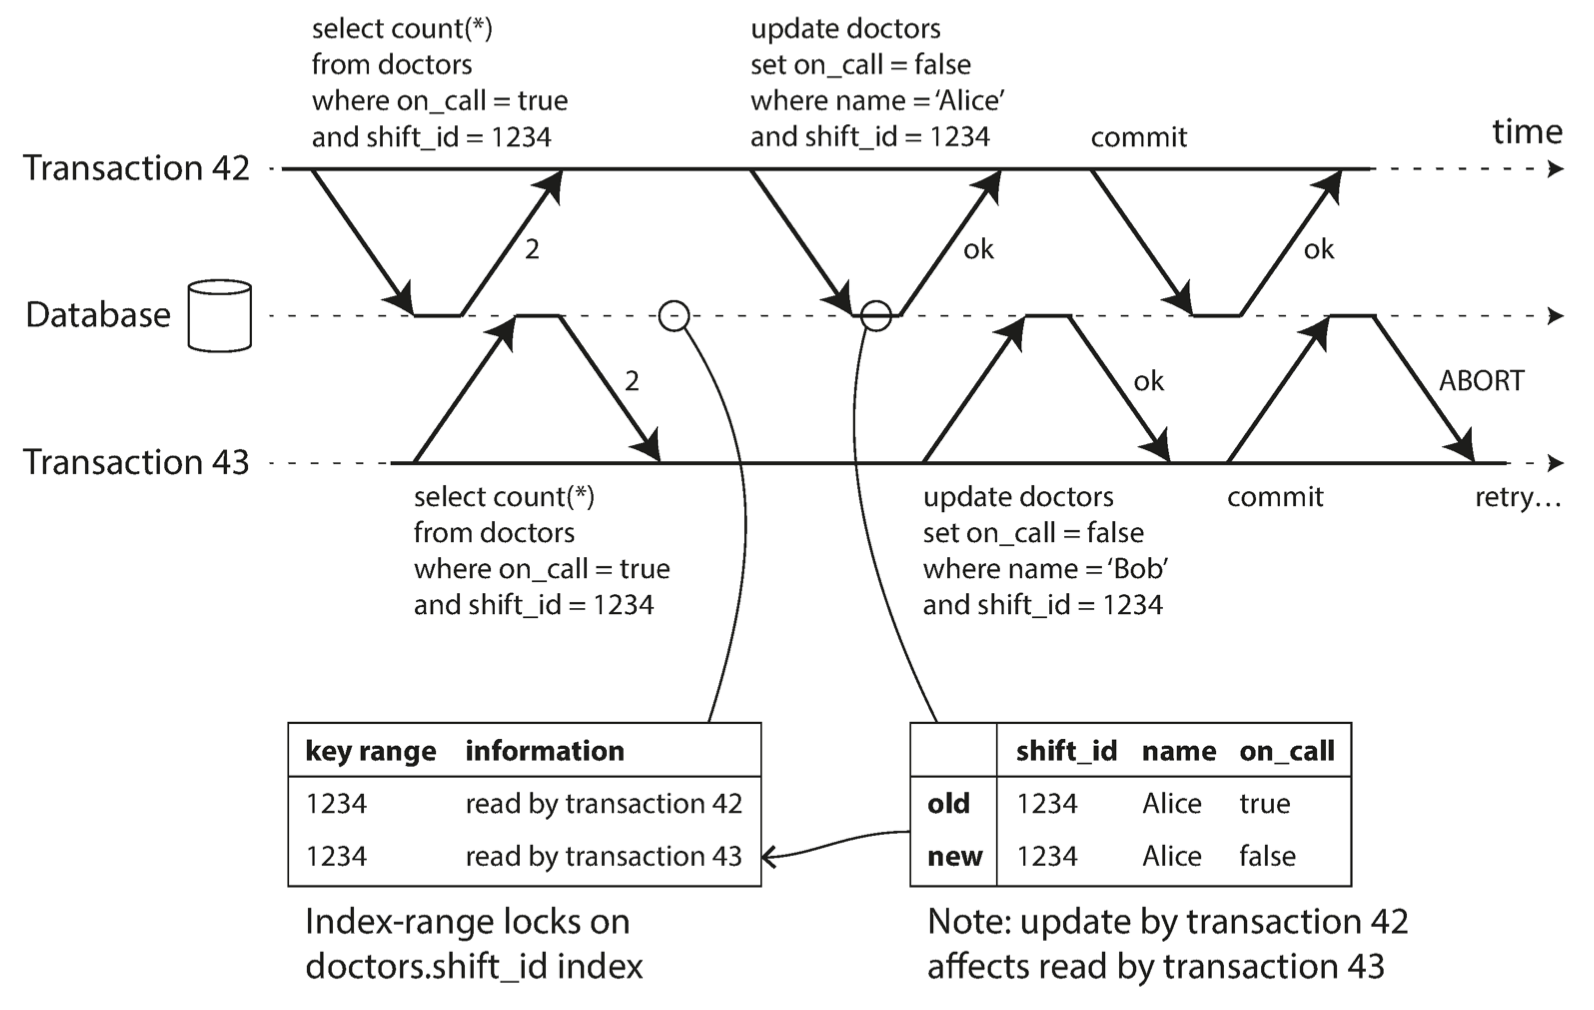 select count(*)
from doctors
where on_call = true
and shift_id = 1234
update doctors
set on_call = false
where name = ‘Alice’
and shift_id = 1234
commit
time
Transaction 42
2
ok
ok
Database
2
ok
ABORT
Transaction 43
select count(*)
from doctors
where on_call = true
and shift_id = 1234
update doctors
set on_call = false
where name = ‘Bob’
and shift_id = 1234
commit
retry…
key range information
1234 read by transaction 42
1234 read by transaction 43
Index-range locks on
doctors.shift_id index
shift_id name on_call
old 1234 Alice true
new 1234 Alice false
Note: update by transaction 42
affects read by transaction 43